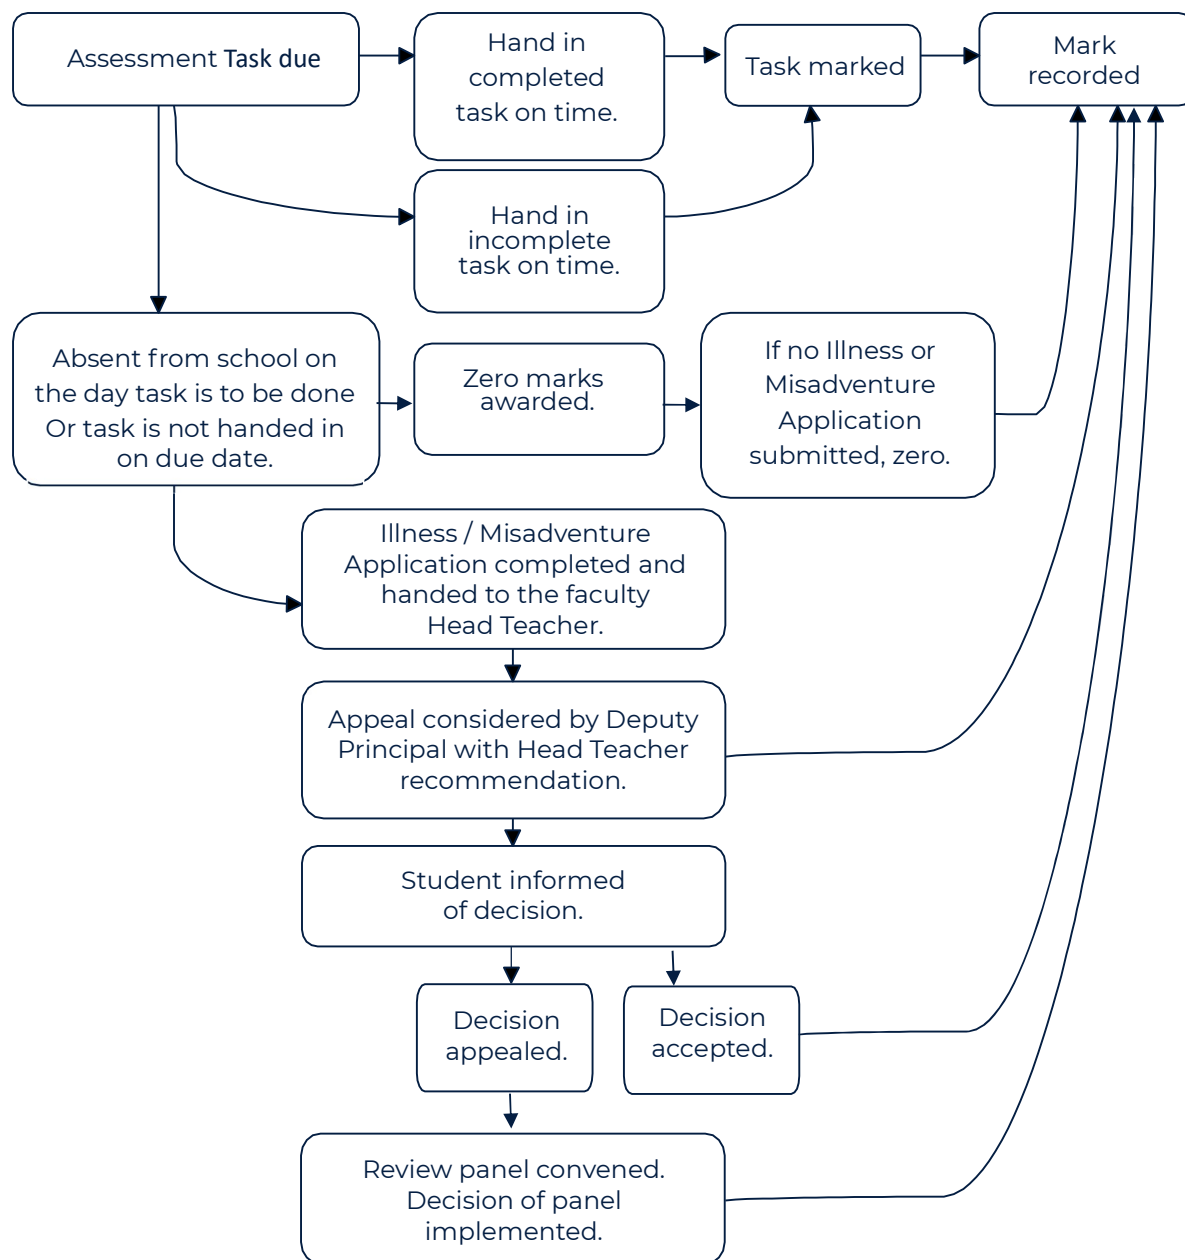 Assessment Task due
Hand in
completed
task on time.
Task marked
Mark
recorded
Hand in
incomplete
task on time.
Absent from school on
the day task is to be done
Or task is not handed in
on due date.
Zero marks
awarded.
If no Illness or
Misadventure
Application
submitted, zero.
Illness / Misadventure
Application completed and
handed to the faculty
Head Teacher.
Appeal considered by Deputy
Principal with Head Teacher
recommendation.
Student informed
of decision.
Decision
appealed.
Decision
accepted.
Review panel convened.
Decision of panel
implemented.